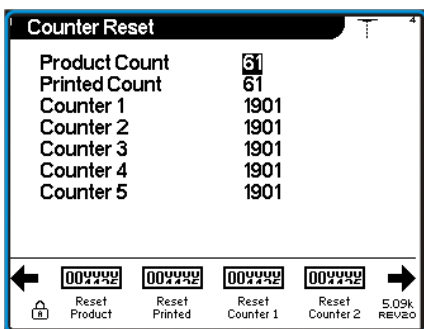 Counter Reset
4
Product Count 61
Printed Count 61
Counter 1 1901
Counter 2 1901
Counter 3 1901
Counter 4 1901
Counter 5 1901
Reset Reset Reset Reset
Product Printed Counter 1 Counter 2
5.09k
REV20